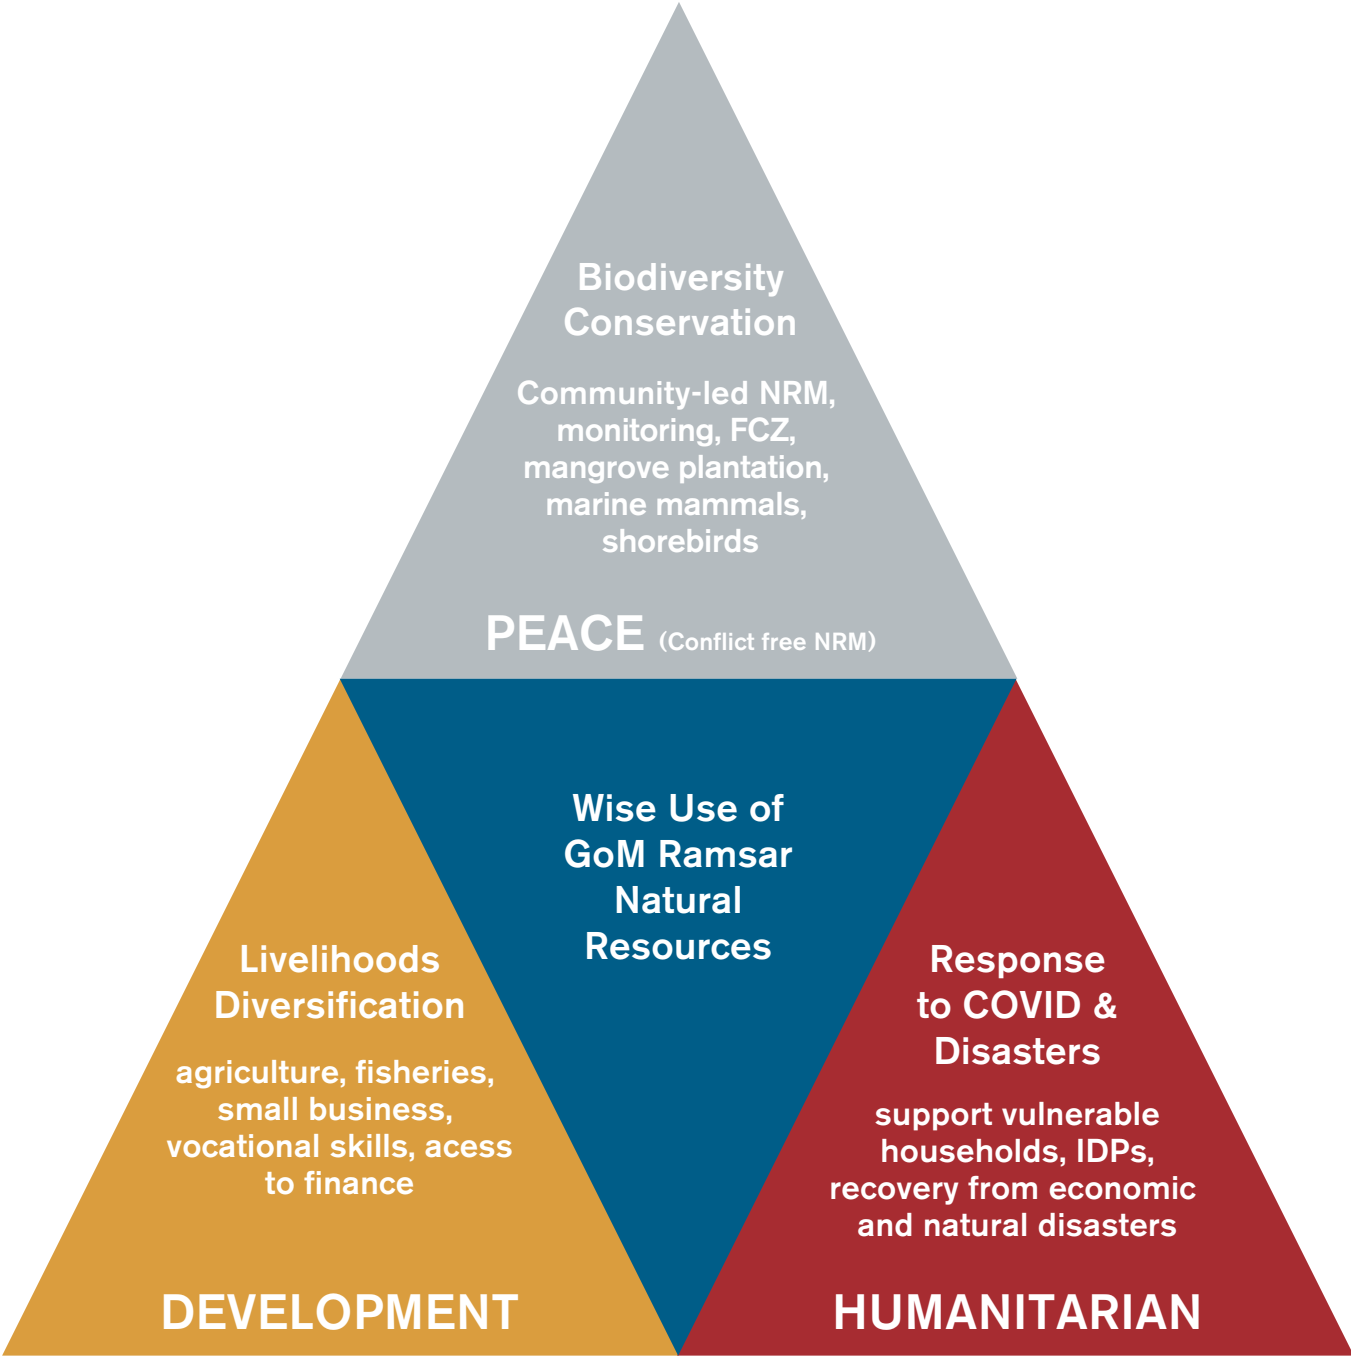 Biodiversity
Conservation
Community-led NRM,
monitoring, FCZ,
mangrove plantation,
marine mammals,
shorebirds
PEACE (Conflict free NRM)
Wise Use of
GoM Ramsar
Natural
Resources
Livelihoods
Diversification
agriculture, fisheries,
small business,
vocational skills, acess
to finance
DEVELOPMENT
Response
to COVID &
Disasters
support vulnerable
households, IDPs,
recovery from economic
and natural disasters
HUMANITARIAN